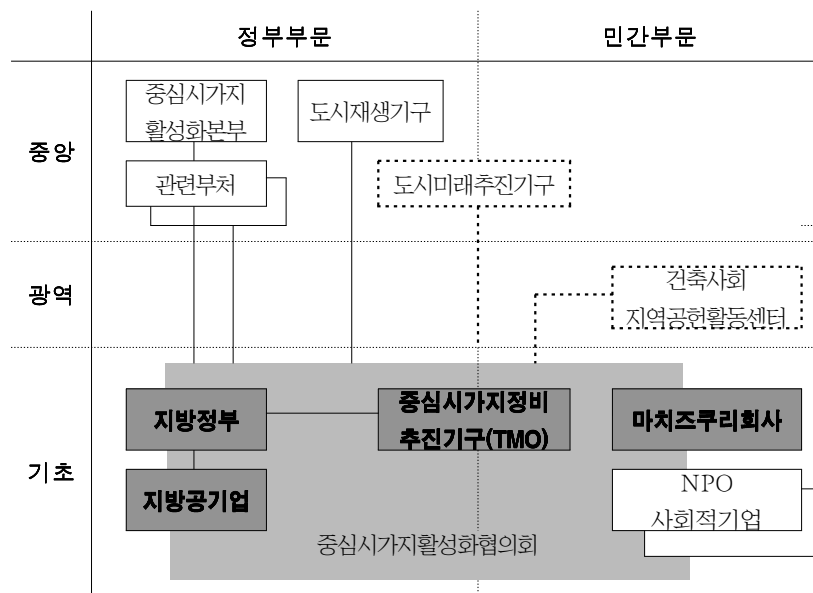 정부부문 민간부문
중앙
중심시가지
활성화본부
도시재생기구
관련부처
도시미래추진기구
광역
건축사회
지역공헌활동센터
기초
지방정부
중심시가지정비
추진기구(TMO)
마치즈쿠리회사
지방공기업
NPO
사회적기업
중심시가지활성화협의회